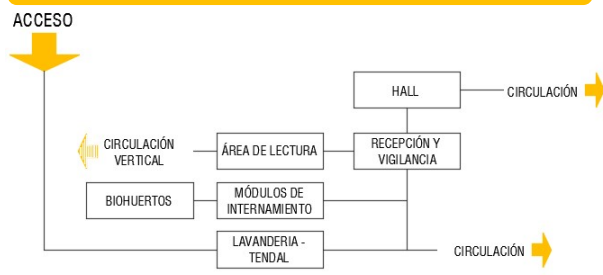 ACCESO
HALL
CIRCULACIÓN
CIRCULACIÓN
VERTICAL
ÁREA DE LECTURA
RECEPCIÓN Y
VIGILANCIA
BIOHUERTOS
MÓDULOS DE
INTERNAMIENTO
LAVANDERIA -
TENDAL
CIRCULACIÓN